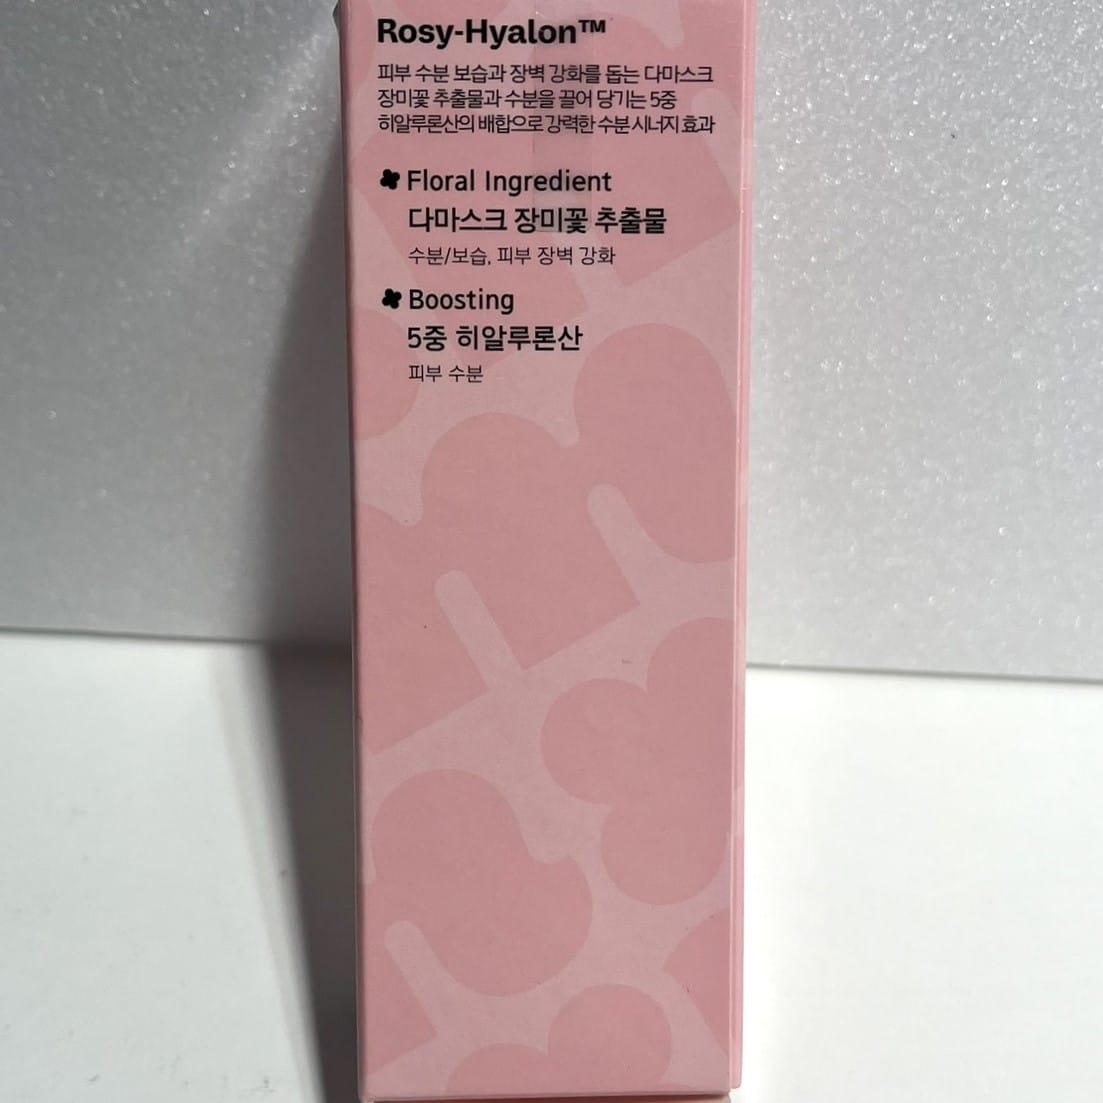 Rosy-Hyalon™
피부 수분 보습과 장벽 강화를 돕는 다마스크
장미꽃 추출물과 수분을 끌어 당기는 5중
히알루론산의 배합으로 강력한 수분 시너지 효과
Floral Ingredient
다마스크 장미꽃 추출물
수분/보습, 피부 장벽 강화
Boosting
5중 히알루론산
피부 수분